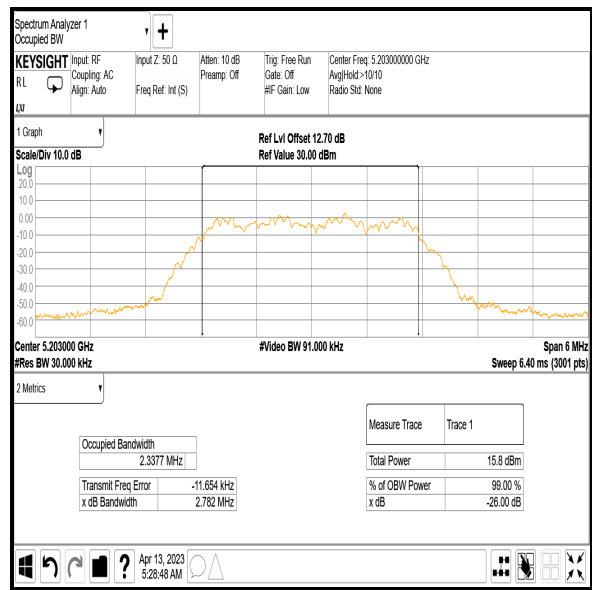 Spectrum Analyzer 1
Occupied BW
+
KEYSIGHT
RL
LXI
Input: RF
Coupling: AC
Align: Auto
Input Z: 50 Ω
Freq Ref: Int (S)
Atten: 10 dB
Preamp: Off
Trig: Free Run
Gate: Off
#IF Gain: Low
Center Freq: 5.203000000 GHz
Avg|Hold:>10/10
Radio Std: None
1 Graph
Scale/Div 10.0 dB
Ref Lvl Offset 12.70 dB
Ref Value 30.00 dBm
Log
20.0
10.0
0.00
-10.0
-20.0
-30.0
-40.0
-50.0
-60.0
Center 5.203000 GHz
#Video BW 91.000 kHz
Span 6 MHz
#Res BW 30.000 kHz
Sweep 6.40 ms (3001 pts)
2 Metrics
Occupied Bandwidth
2.3377 MHz
Transmit Freq Error -11.654 kHz
x dB Bandwidth 2.782 MHz
Measure Trace Trace 1
Total Power 15.8 dBm
% of OBW Power 99.00 %
x dB -26.00 dB
?
Apr 13, 2023
5:28:48 AM